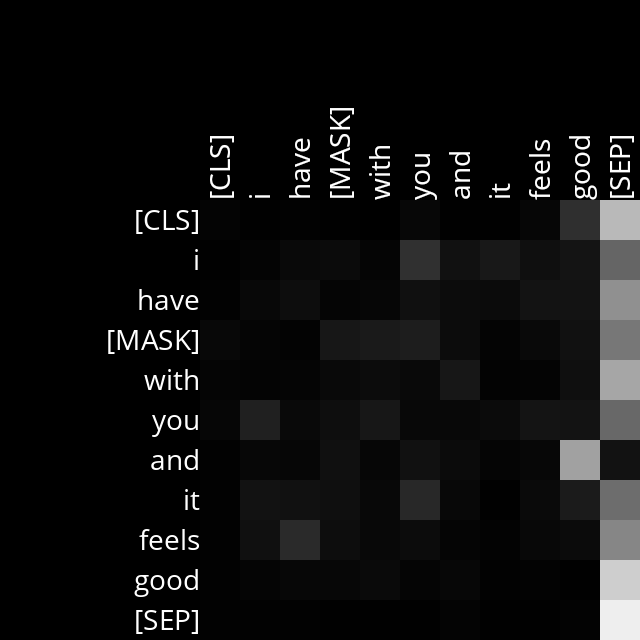 [CLS] i have [MASK] with you and it feels good [SEP]
[CLS]
i
have
[MASK]
with
you
and
it
feels
good
[SEP]